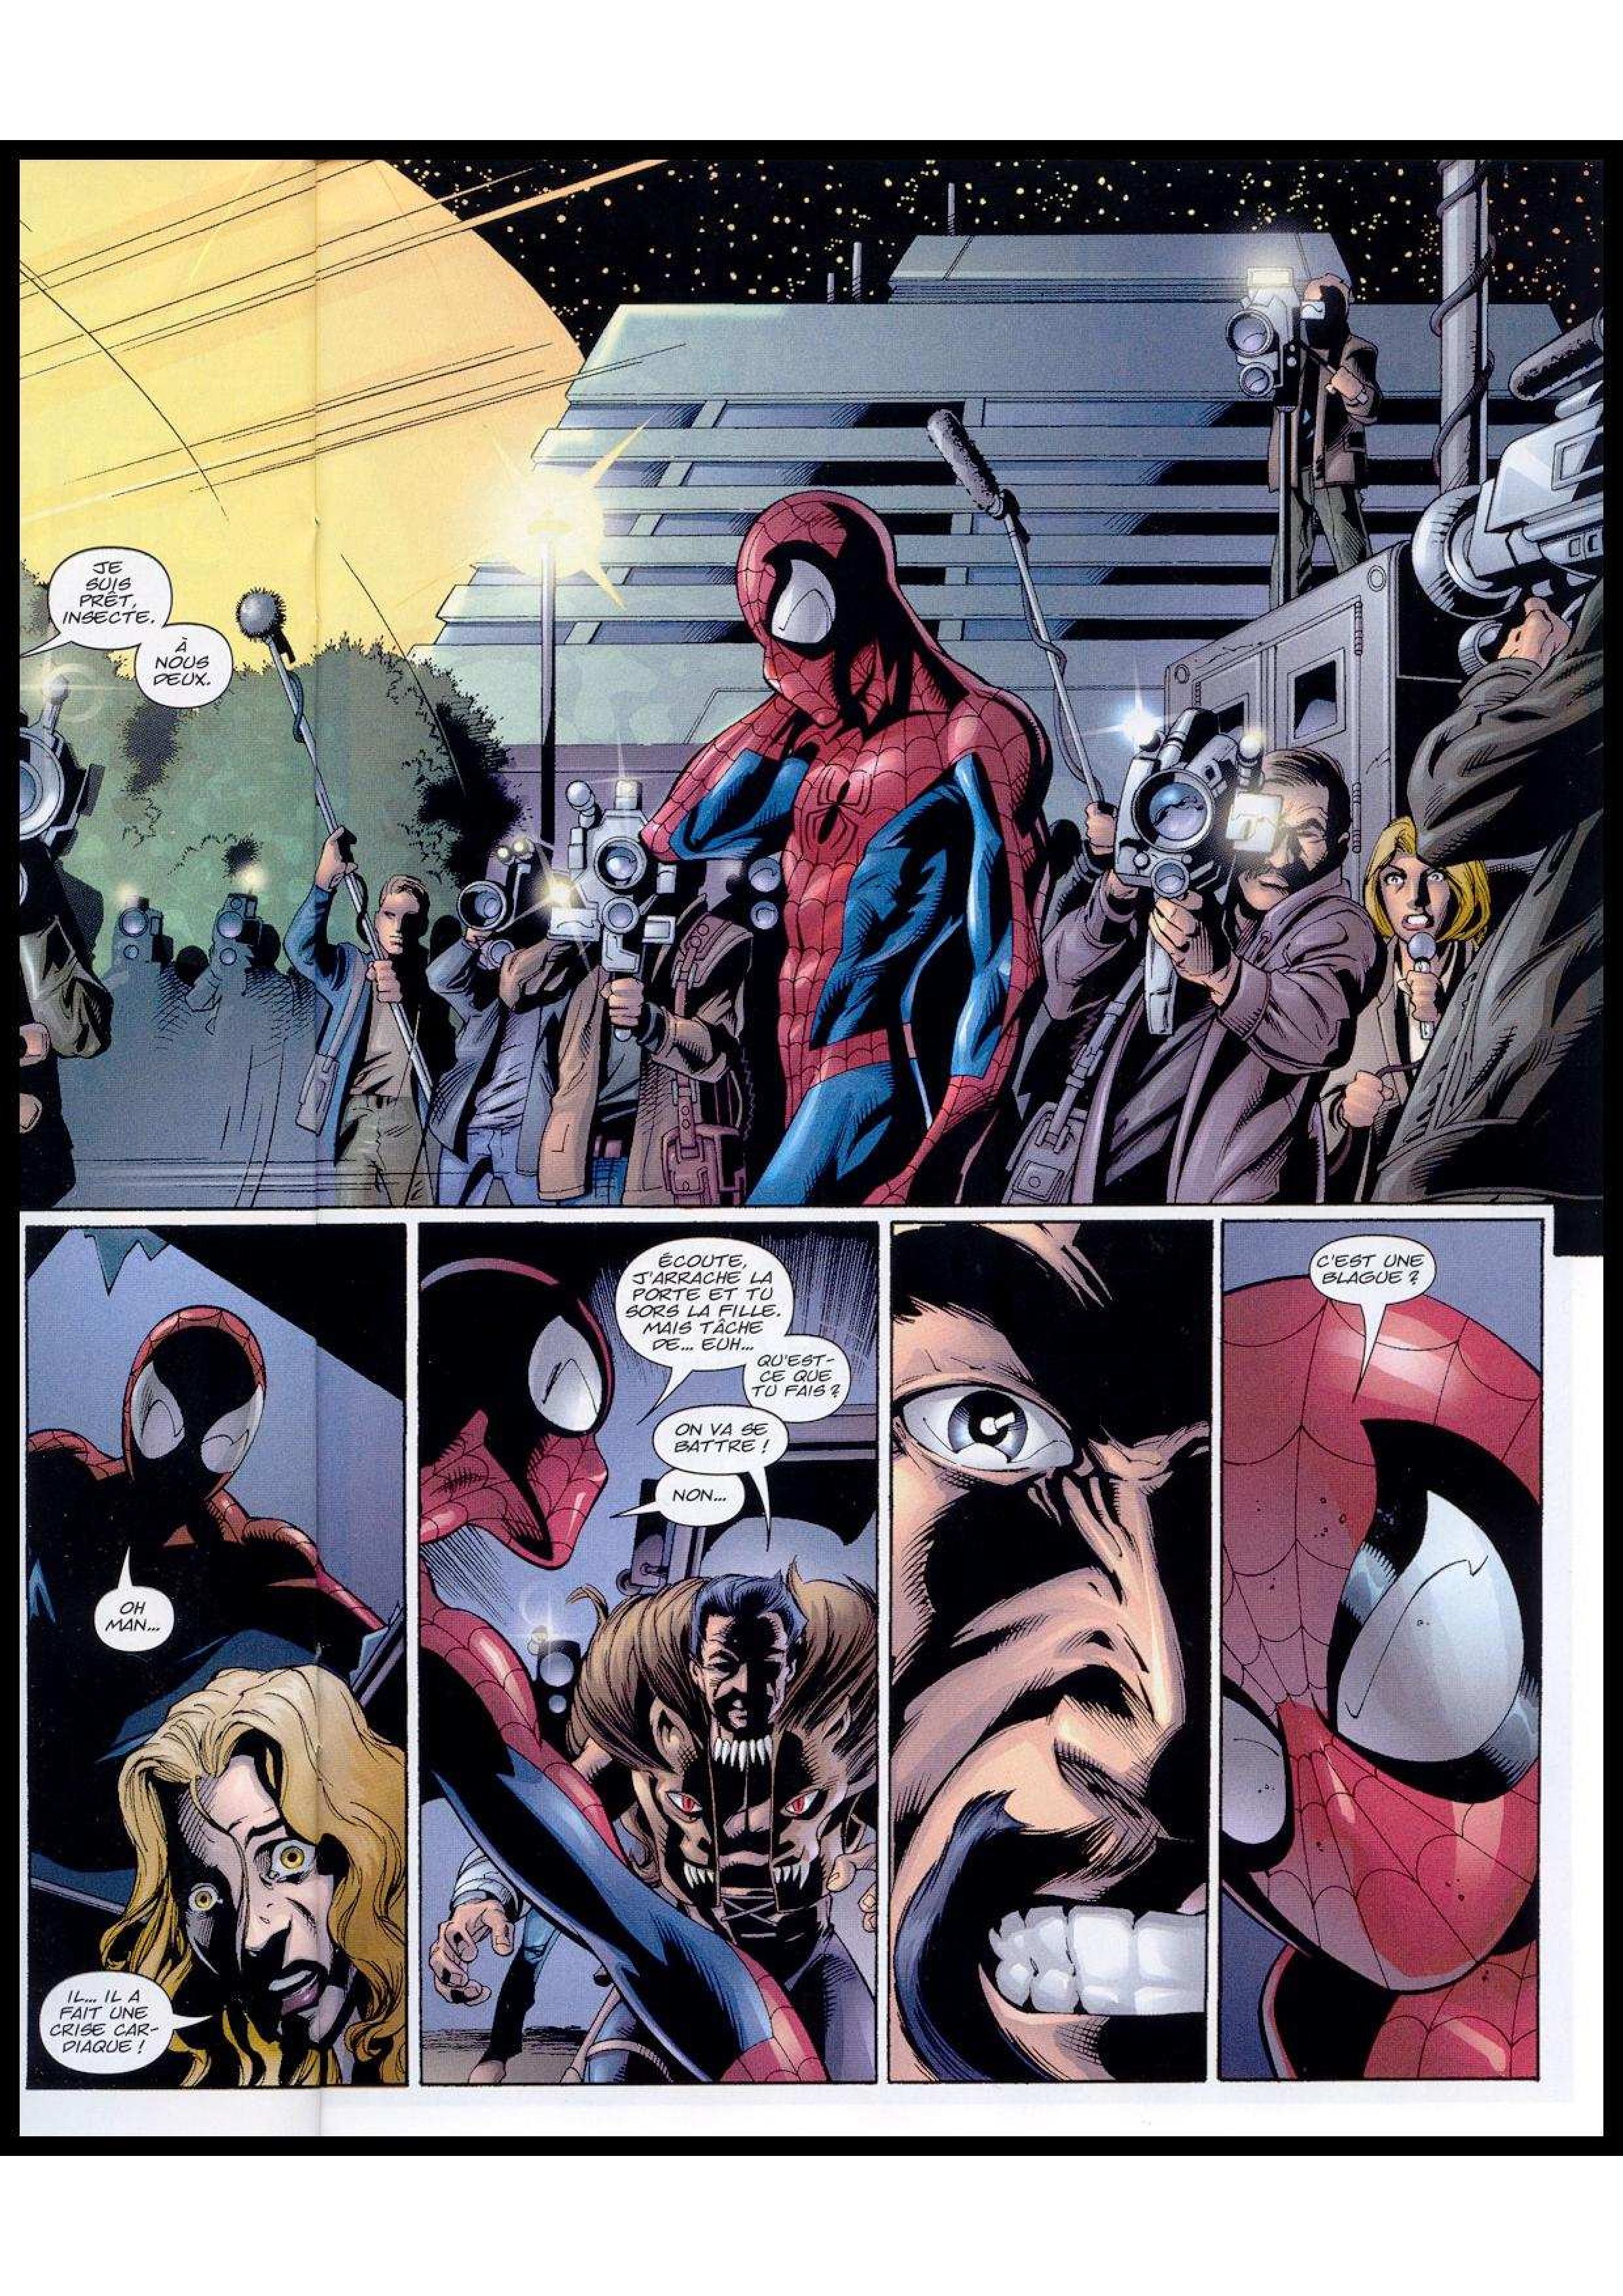 JE
SUIS
PRÊT,
INSECTE.
À
NOUS
DEUX.
OH
MAN...
IL... IL A
FAIT UNE
CRISE CAR-
DIAQUE !
ÉCOUTE,
J'ARRACHE LA
PORTE ET TU
SORS LA FILLE.
MAIS TÂCHE
DE... EUH...
QU'EST-
CE QUE
TU FAIS ?
ON VA SE
BATTRE !
NON...
C'EST UNE
BLAGUE ?